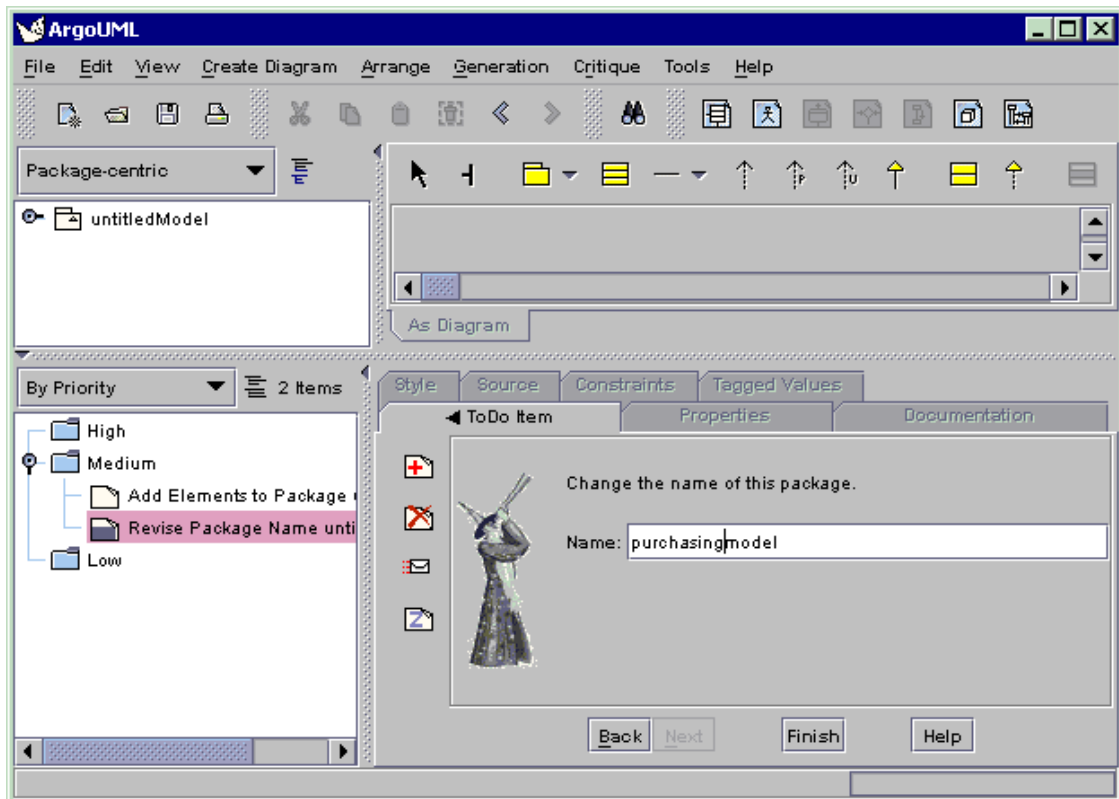 ArgoUML
File Edit View Create Diagram Arrange Generation Critique Tools Help
Package-centric
untitledModel
As Diagram
By Priority 2 Items
High
Medium
Add Elements to Package
Revise Package Name unti
Low
Style Source Constraints Tagged Values
ToDo Item Properties Documentation
Change the name of this package.
Name: purchasingmodel
Back Next Finish Help